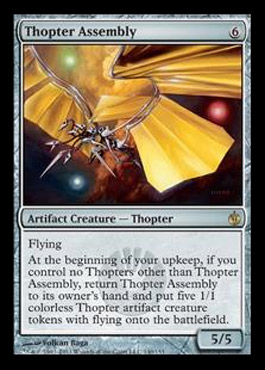 Thopter Assembly 6
Artifact Creature — Thopter
Flying
At the beginning of your upkeep, if you
control no Thopters other than Thopter
Assembly, return Thopter Assembly
to its owner's hand and put five 1/1
colorless Thopter artifact creature
tokens with flying onto the battlefield.
5/5
Volkan Baga